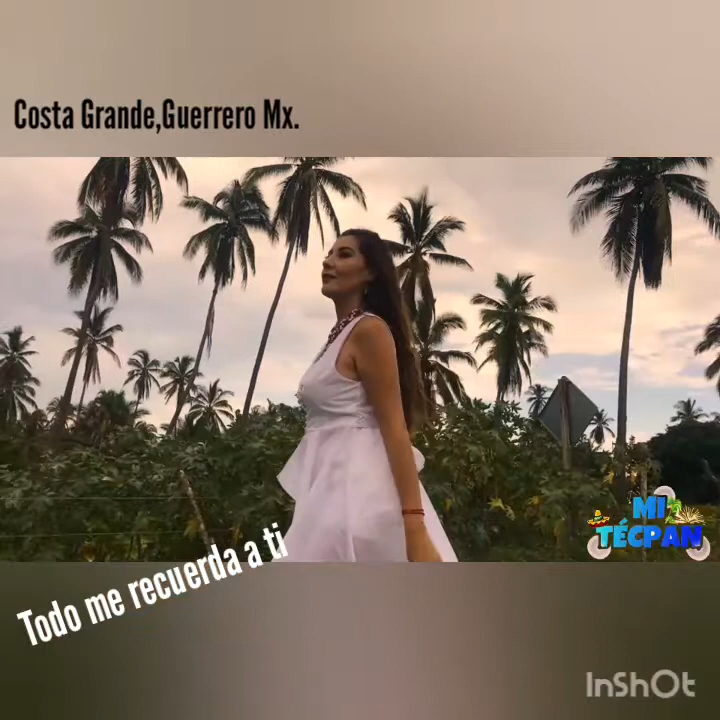 Costa Grande,Guerrero Mx.
MI
TÉCPAN
Todo me recuerda a ti
InShOt